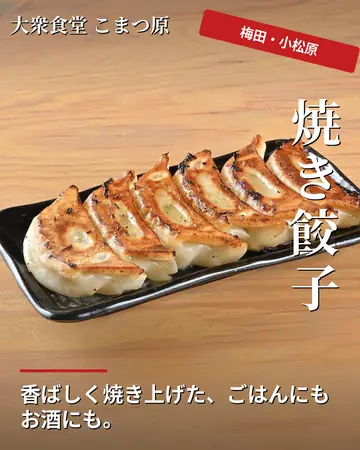 大衆食堂 こまつ原
梅田・小松原
焼き餃子
香ばしく焼き上げた、ごはんにも
お酒にも。